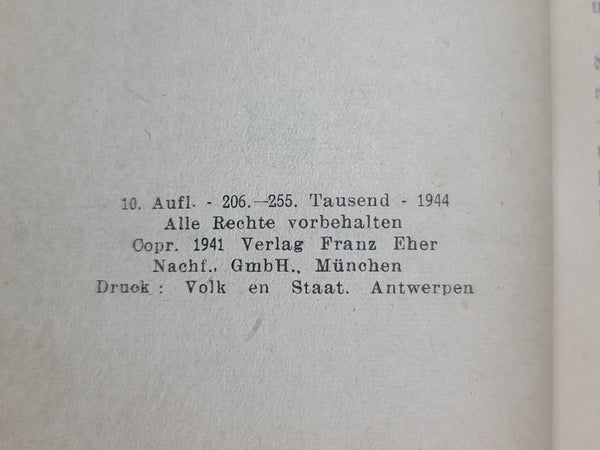 10. Aufl. - 206.—255. Tausend - 1944
Alle Rechte vorbehalten
Copr. 1941 Verlag Franz Eher
Nachf., GmbH., München
Druck : Volk en Staat. Antwerpen